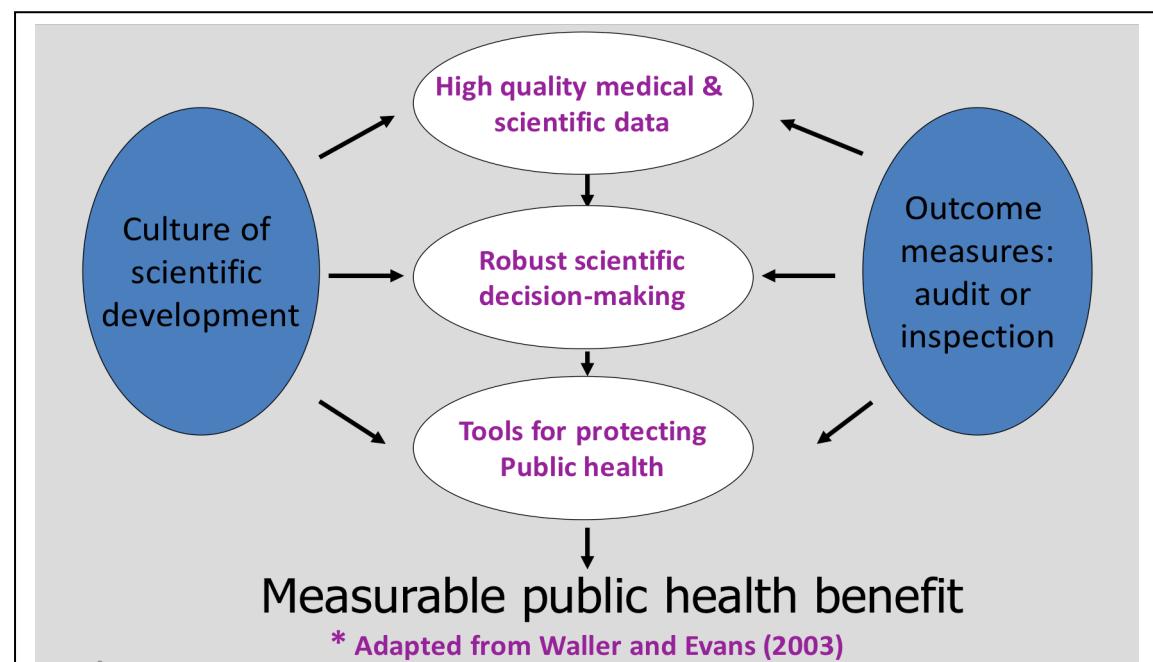 High quality medical &
scientific data
Culture of
scientific
development
Robust scientific
decision-making
Outcome
measures:
audit or
inspection
Tools for protecting
Public health
Measurable public health benefit
* Adapted from Waller and Evans (2003)